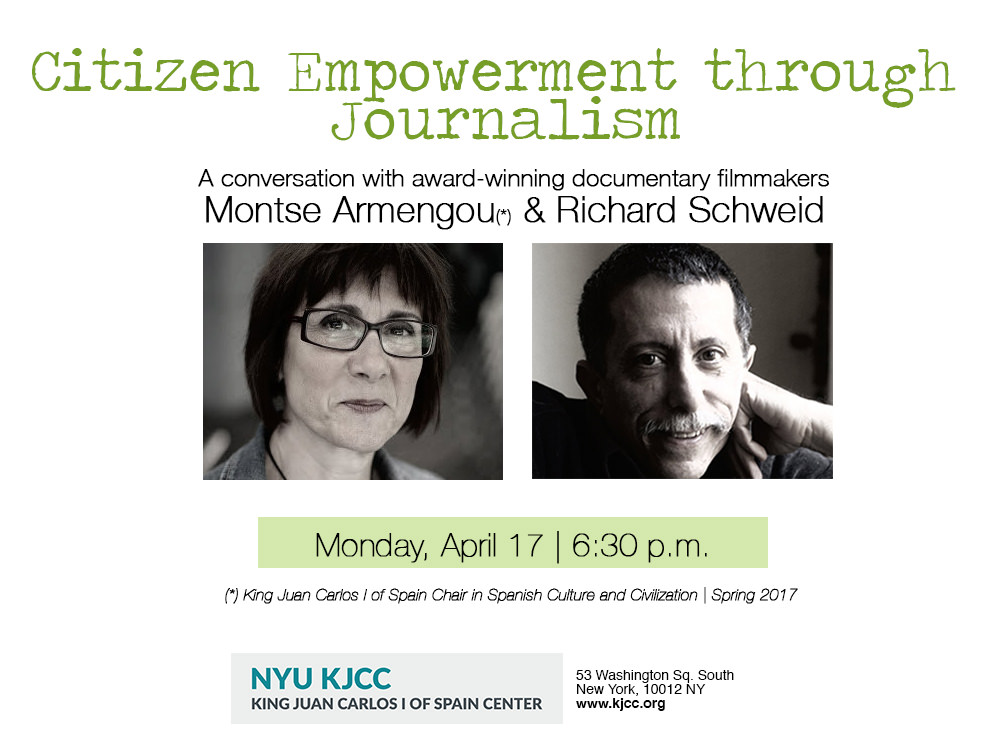 Citizen Empowerment through
Journalism
A conversation with award-winning documentary filmmakers
Montse Armengou(*) & Richard Schweid
Monday, April 17 | 6:30 p.m.
(*) King Juan Carlos I of Spain Chair in Spanish Culture and Civilization | Spring 2017
NYU KJCC
KING JUAN CARLOS I OF SPAIN CENTER
53 Washington Sq. South
New York, 10012 NY
www.kjcc.org